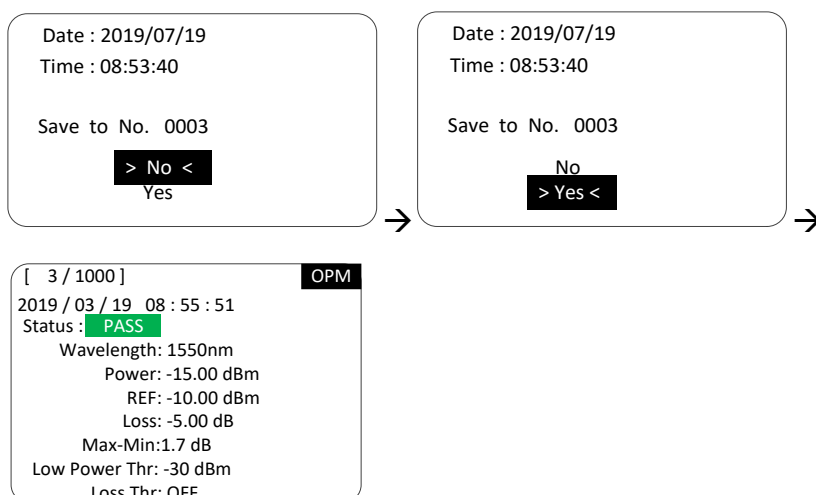 Date : 2019/07/19
Time : 08:53:40
Save to No. 0003
> No <
Yes
→
Date : 2019/07/19
Time : 08:53:40
Save to No. 0003
No
> Yes <
→
[ 3 / 1000 ] OPM
2019 / 03 / 19 08 : 55 : 51
Status : PASS
Wavelength: 1550nm
Power: -15.00 dBm
REF: -10.00 dBm
Loss: -5.00 dB
Max-Min:1.7 dB
Low Power Thr: -30 dBm
Loss Thr: OFF